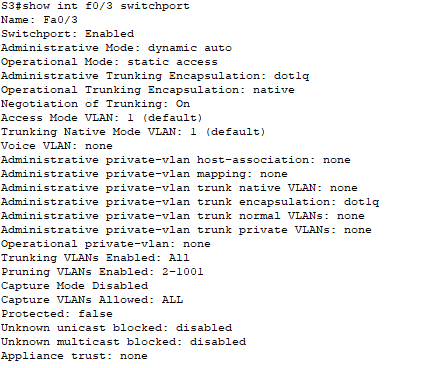 S3#show int f0/3 switchport
Name: Fa0/3
Switchport: Enabled
Administrative Mode: dynamic auto
Operational Mode: static access
Administrative Trunking Encapsulation: dot1q
Operational Trunking Encapsulation: native
Negotiation of Trunking: On
Access Mode VLAN: 1 (default)
Trunking Native Mode VLAN: 1 (default)
Voice VLAN: none
Administrative private-vlan host-association: none
Administrative private-vlan mapping: none
Administrative private-vlan trunk native VLAN: none
Administrative private-vlan trunk encapsulation: dot1q
Administrative private-vlan trunk normal VLANs: none
Administrative private-vlan trunk private VLANs: none
Operational private-vlan: none
Trunking VLANs Enabled: All
Pruning VLANs Enabled: 2-1001
Capture Mode Disabled
Capture VLANs Allowed: ALL
Protected: false
Unknown unicast blocked: disabled
Unknown multicast blocked: disabled
Appliance trust: none